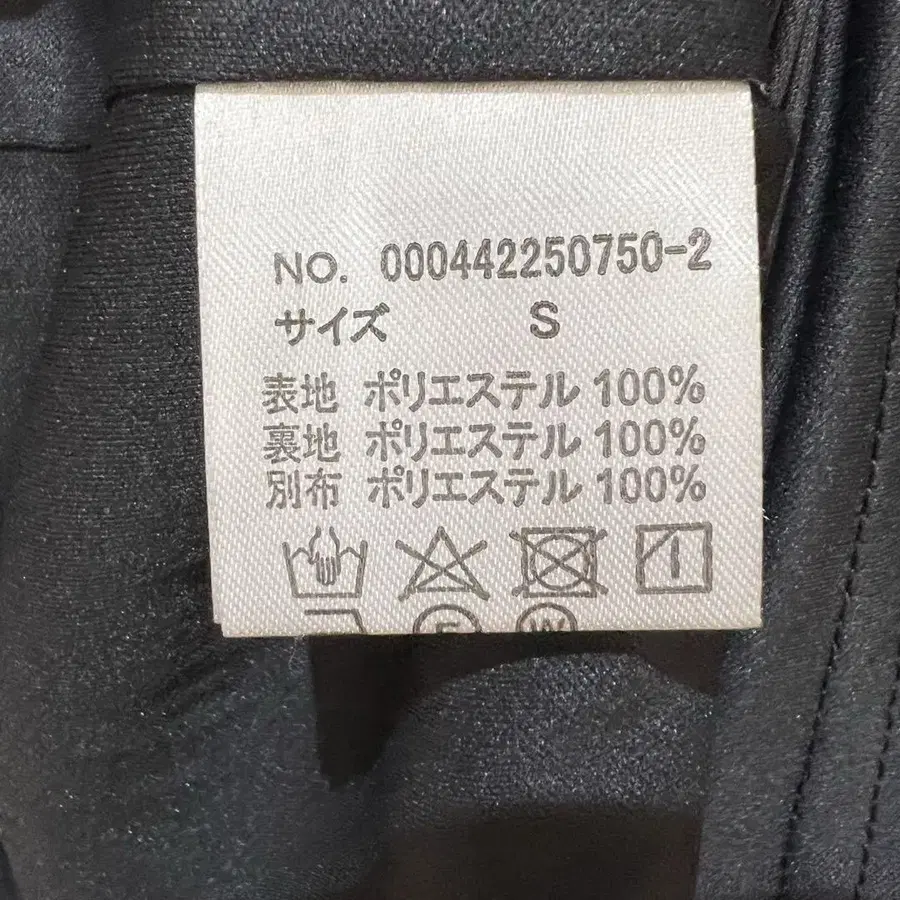 NO. 000442250750-2
サイズ S
表地 ポリエステル 100%
裏地 ポリエステル 100%
別布 ポリエステル 100%